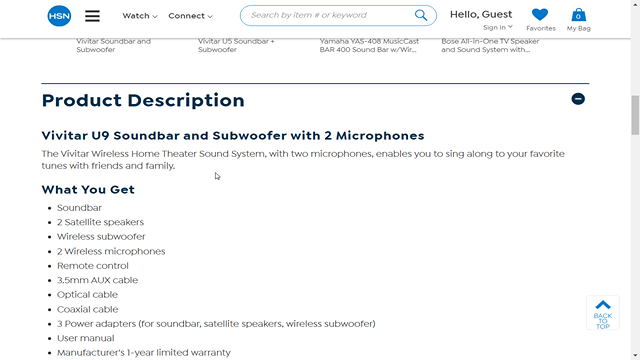 HSN
Watch
Connect
Search by item # or keyword
Hello, Guest
Sign In
Favorites
0
My Bag
Vivitar Soundbar and
Subwoofer
Vivitar U5 Soundbar +
Subwoofer
Yamaha YAS-408 MusicCast
BAR 400 Sound Bar w/Wir...
Bose All-in-One TV Speaker
and Sound System with...
Product Description
Vivitar U9 Soundbar and Subwoofer with 2 Microphones
The Vivitar Wireless Home Theater Sound System, with two microphones, enables you to sing along to your favorite
tunes with friends and family.
What You Get
• Soundbar
• 2 Satellite speakers
• Wireless subwoofer
• 2 Wireless microphones
• Remote control
• 3.5mm AUX cable
• Optical cable
• Coaxial cable
• 3 Power adapters (for soundbar, satellite speakers, wireless subwoofer)
• User manual
• Manufacturer's 1-year limited warranty
BACK
TO
TOP